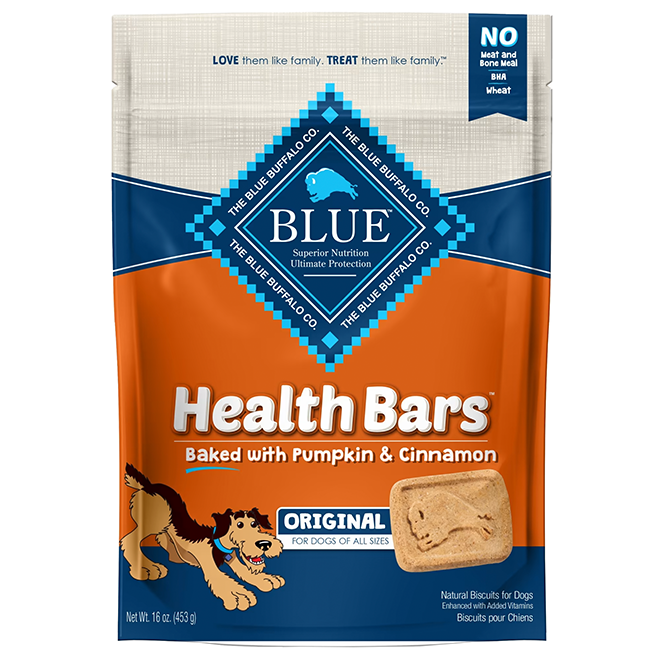 LOVE them like family. TREAT them like family.™
NO
Meat and
Bone Meal
BHA
Wheat
THE BLUE BUFFALO CO.
THE BLUE BUFFALO CO.
BLUE™
Superior Nutrition
Ultimate Protection
THE BLUE BUFFALO CO.
THE BLUE BUFFALO CO.
Health Bars™
Baked with Pumpkin & Cinnamon
ORIGINAL
FOR DOGS OF ALL SIZES
Natural Biscuits for Dogs
Enhanced with Added Vitamins
Biscuits pour Chiens
Net Wt. 16 oz. (453 g)